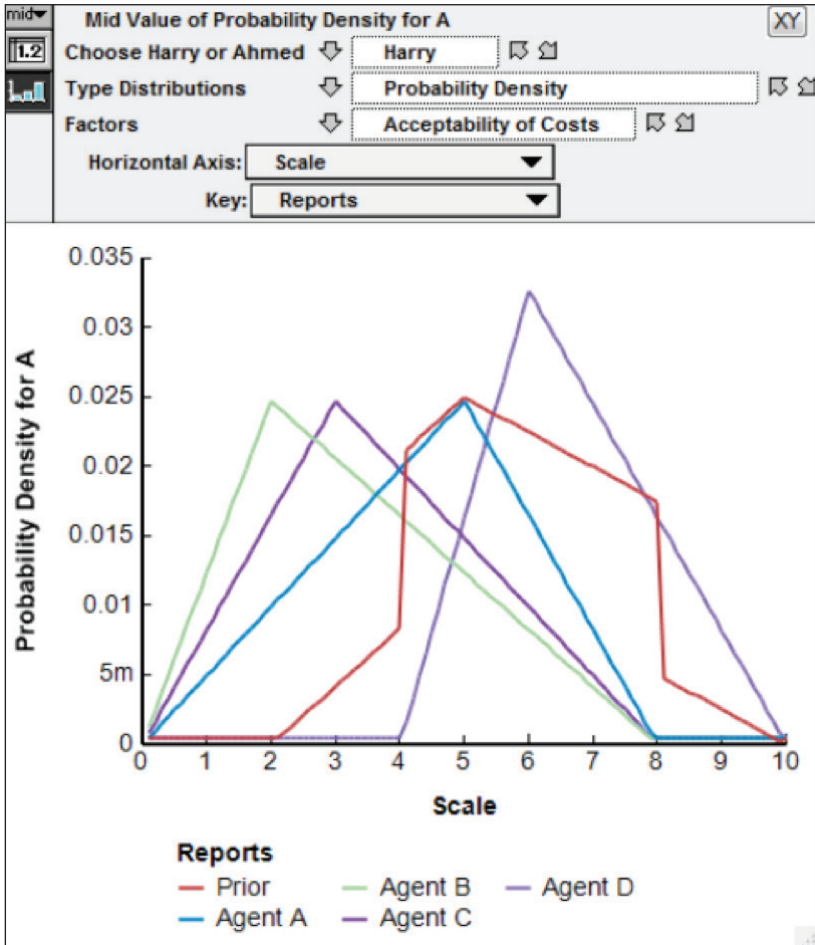 mid
Mid Value of Probability Density for A
XY
Choose Harry or Ahmed Harry
1.2
Type Distributions Probability Density
Factors Acceptability of Costs
Horizontal Axis: Scale
Key: Reports
0.035
0.03
0.025
0.02
0.015
0.01
5m
0
Probability Density for A
0 1 2 3 4 5 6 7 8 9 10
Scale
Reports
Prior Agent B Agent D
Agent A Agent C